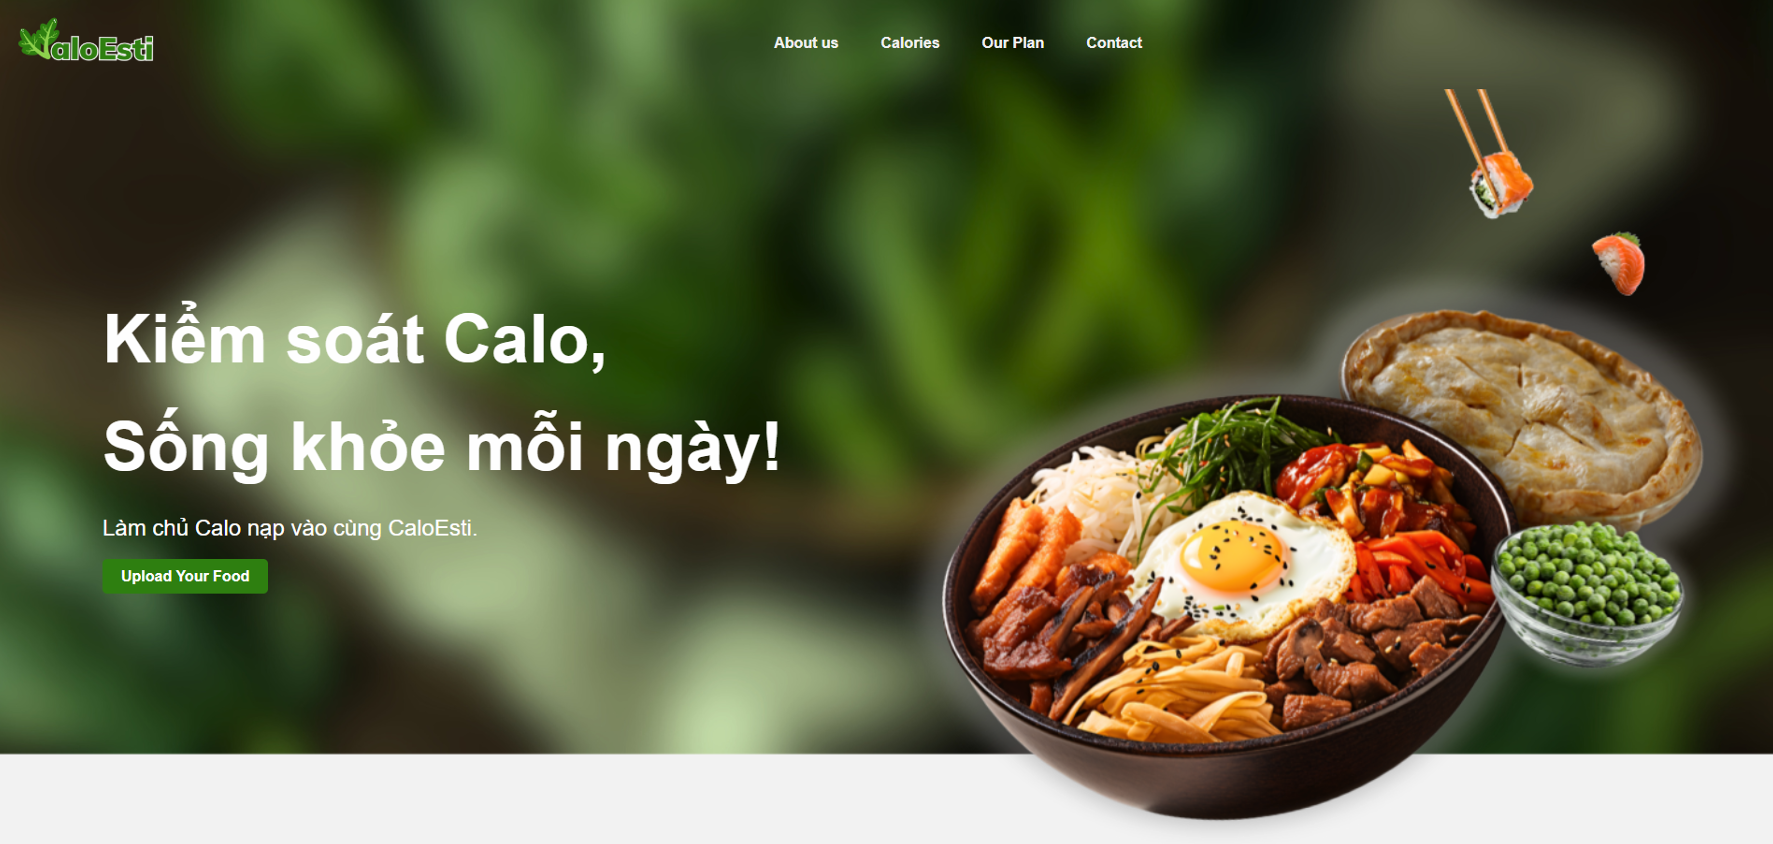 CaloEsti
About us Calories Our Plan Contact
Kiểm soát Calo,
Sống khỏe mỗi ngày!
Làm chủ Calo nạp vào cùng CaloEsti.
Upload Your Food